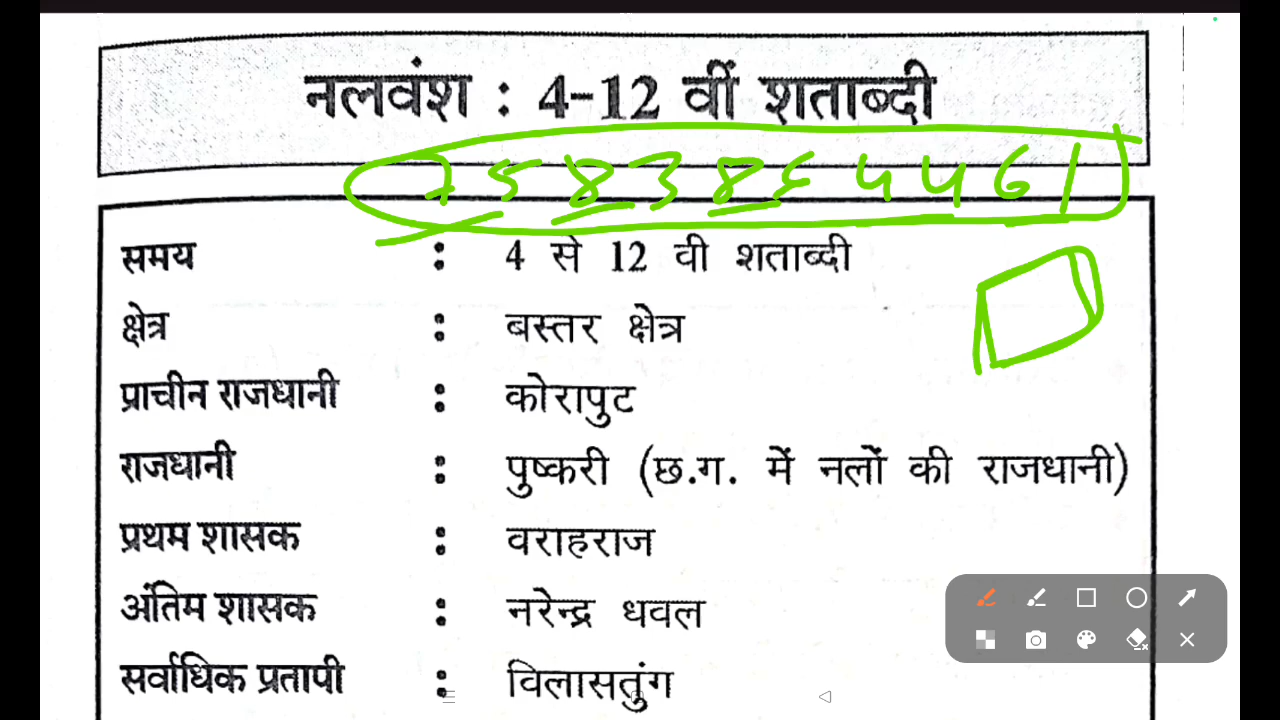 नलवंश : 4-12 वीं शताब्दी
समय : 4 से 12 वी शताब्दी
क्षेत्र : बस्तर क्षेत्र
प्राचीन राजधानी : कोरापुट
राजधानी : पुष्करी (छ.ग. में नलों की राजधानी)
प्रथम शासक : वराहराज
अंतिम शासक : नरेन्द्र धवल
सर्वाधिक प्रतापी : विलासतुंग